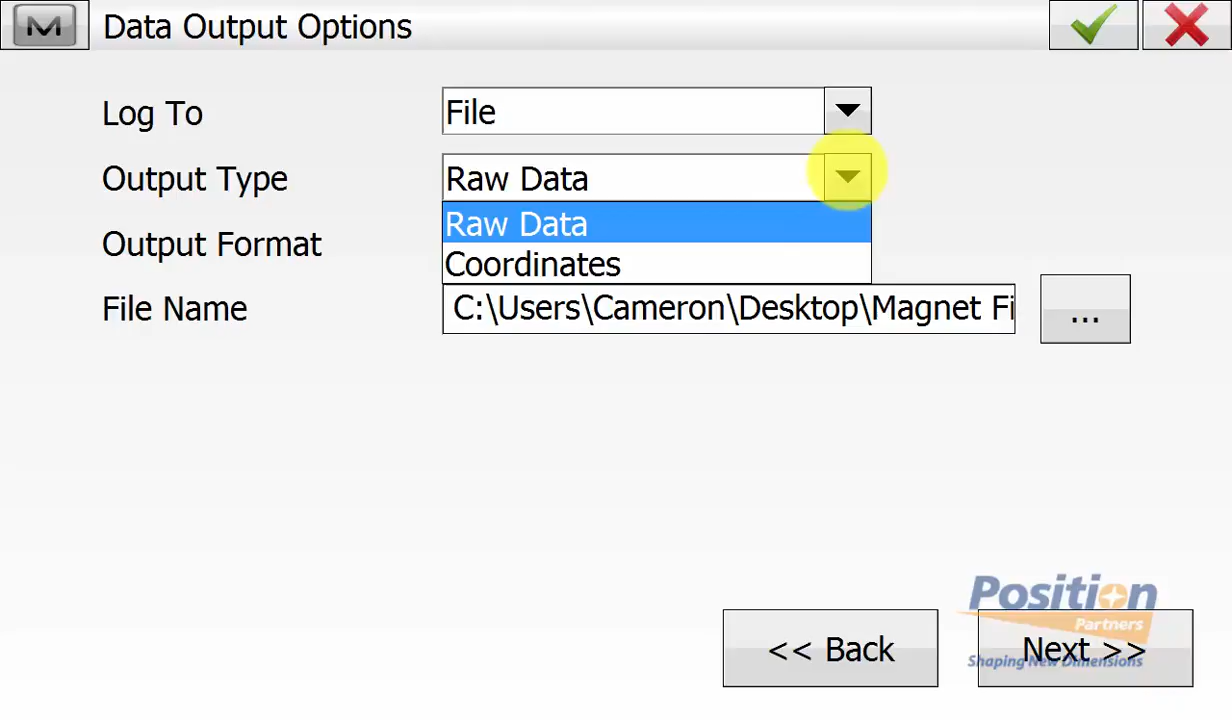 Data Output Options
Log To
File
Output Type
Raw Data
Raw Data
Coordinates
Output Format
File Name
C:\Users\Cameron\Desktop\Magnet Fi
...
Position
Partners
Shaping New Dimensions
<< Back
Next >>